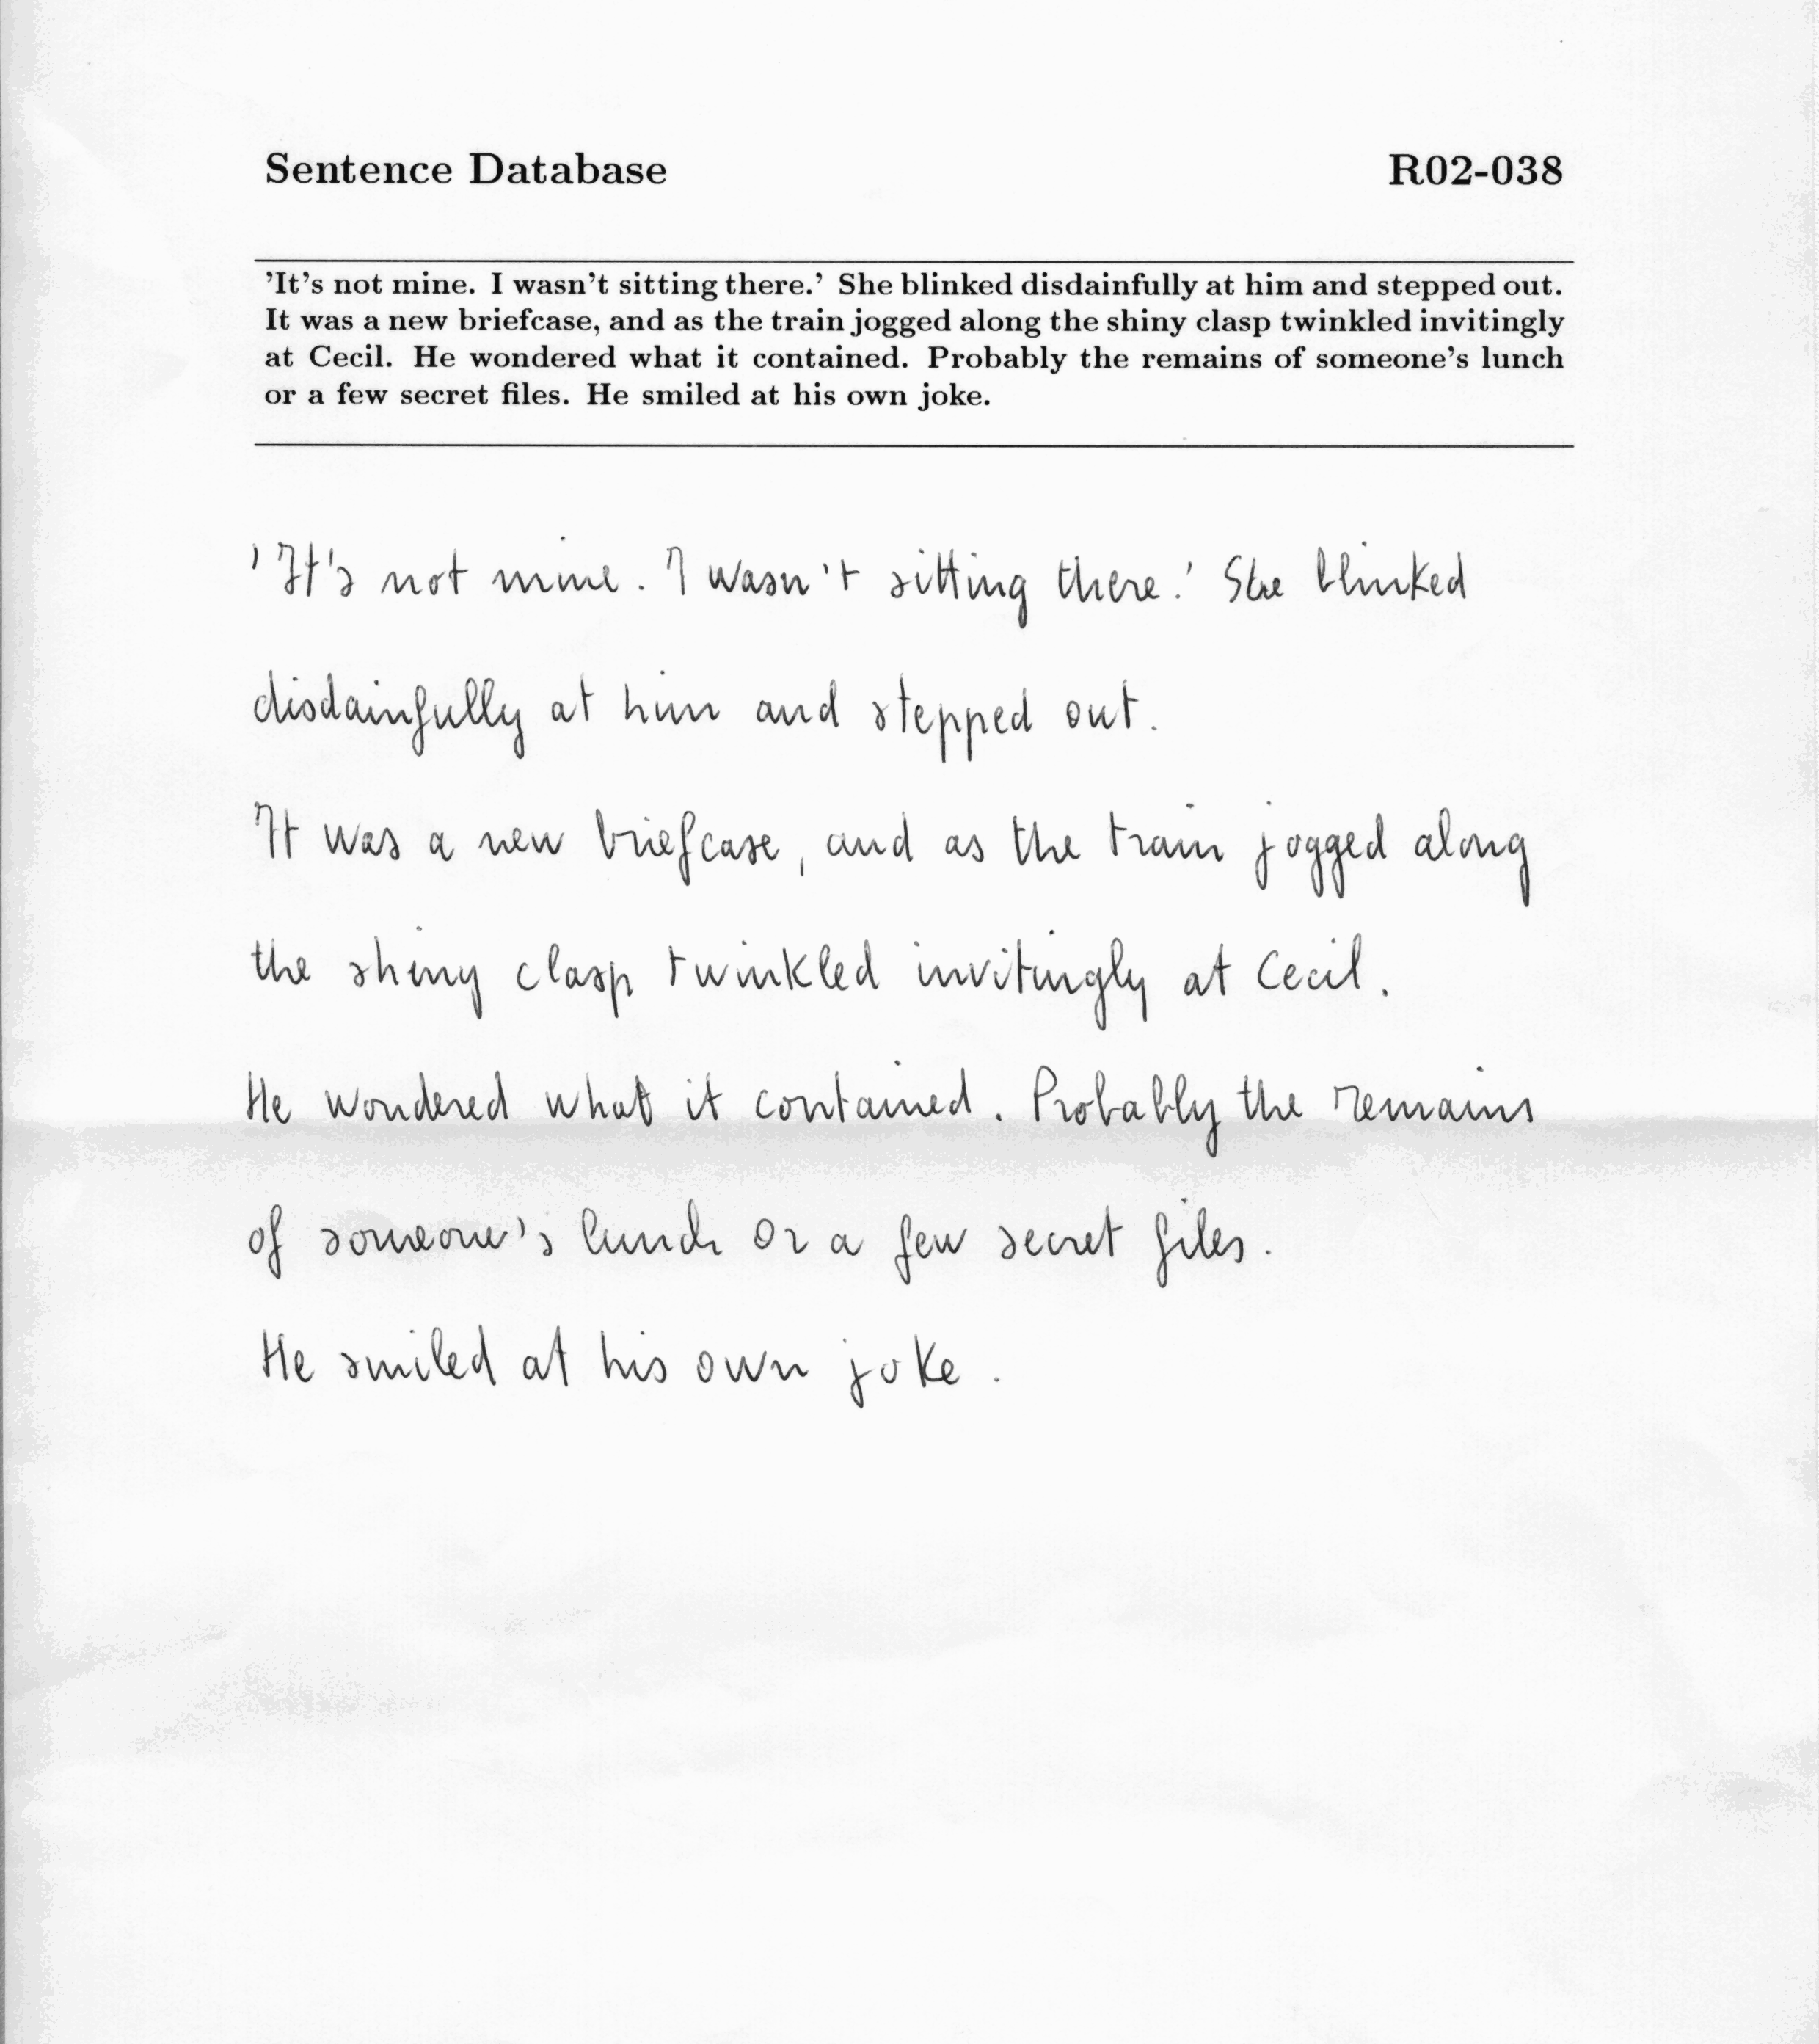 Sentence Database R02-038
'It's not mine. I wasn't sitting there.' She blinked disdainfully at him and stepped out.
It was a new briefcase, and as the train jogged along the shiny clasp twinkled invitingly
at Cecil. He wondered what it contained. Probably the remains of someone's lunch
or a few secret files. He smiled at his own joke.
'It's not mine. I wasn't sitting there.' She blinked
disdainfully at him and stepped out.
It was a new briefcase, and as the train jogged along
the shiny clasp twinkled invitingly at Cecil.
He wondered what it contained. Probably the remains
of someone's lunch or a few secret files.
He smiled at his own joke.